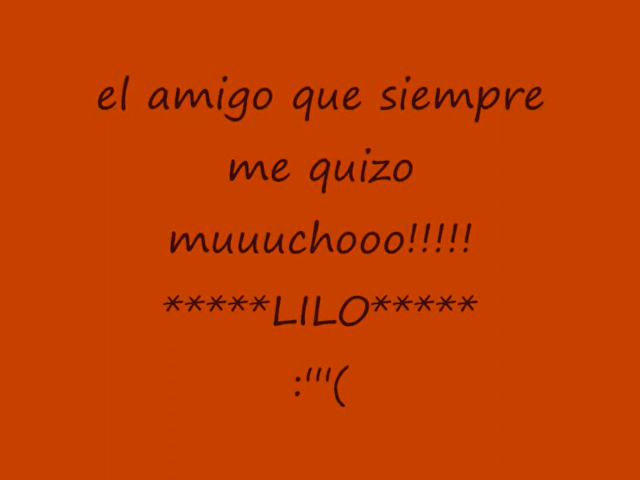 el amigo que siempre
me quizo
muuuchooo!!!!!
*****LILO*****
:'''(